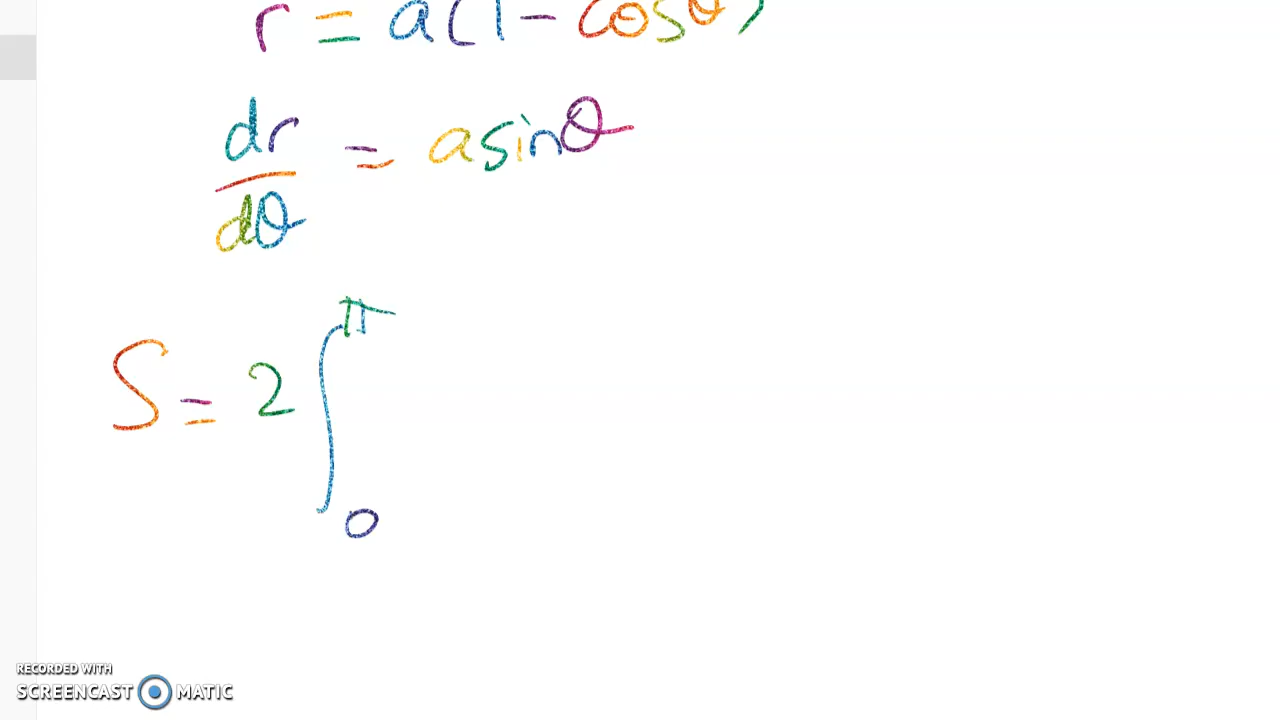 r = a(1 - cosθ)
dr/dθ = asinθ
S = 2 ∫₀^π
RECORDED WITH
SCREENCAST MATIC